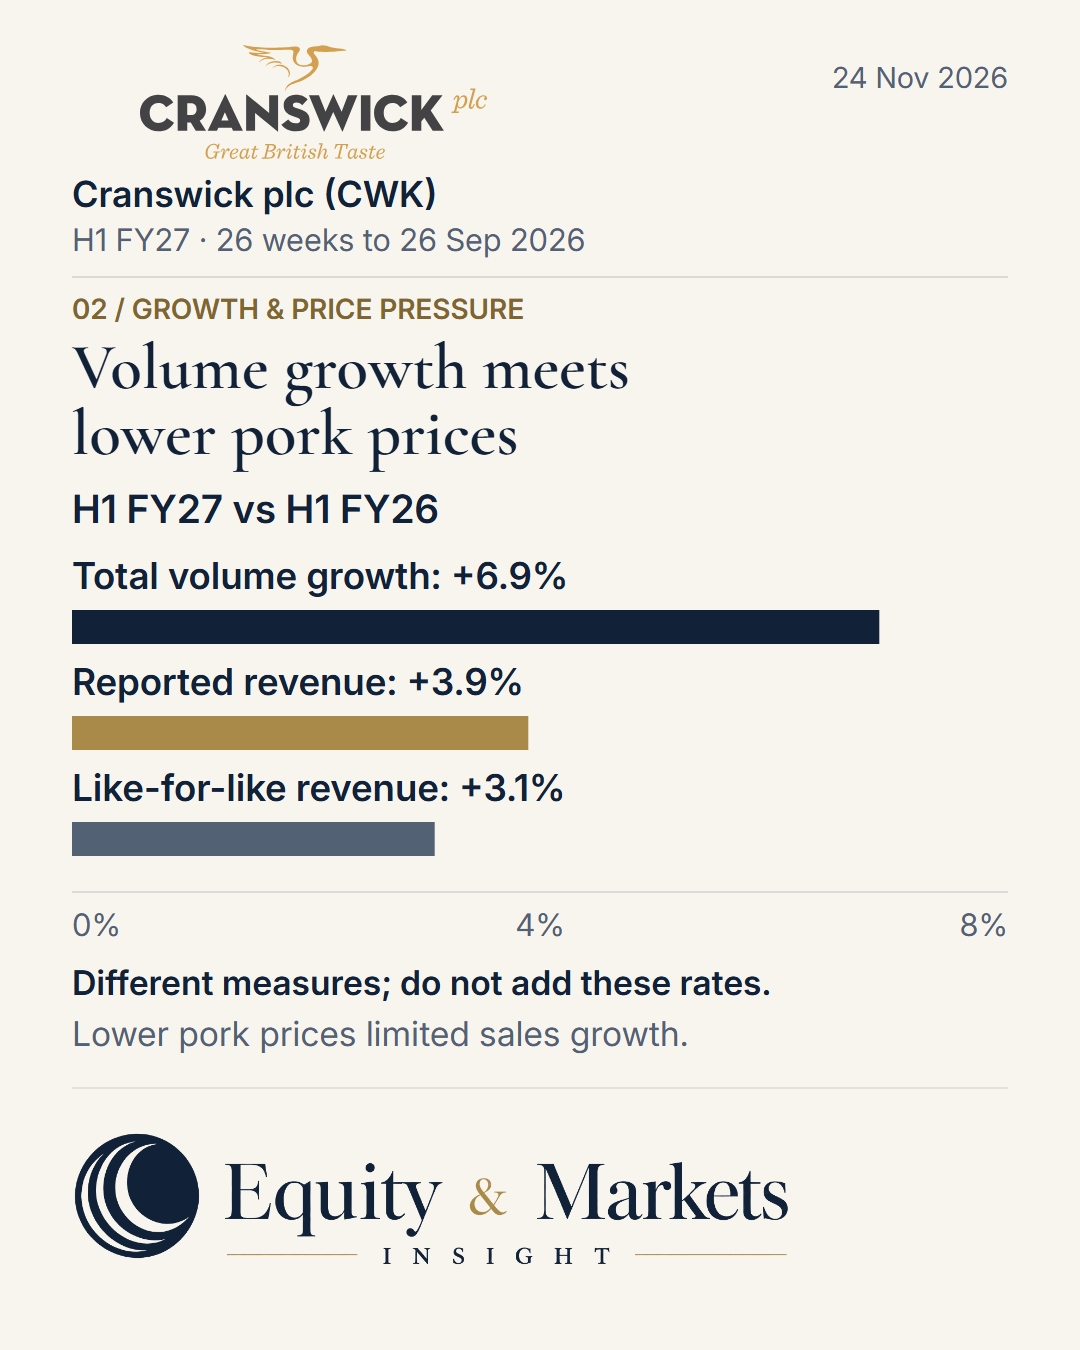 CRANSWICK plc
Great British Taste
24 Nov 2026
Cranswick plc (CWK)
H1 FY27 · 26 weeks to 26 Sep 2026
02 / GROWTH & PRICE PRESSURE
Volume growth meets
lower pork prices
H1 FY27 vs H1 FY26
Total volume growth: +6.9%
Reported revenue: +3.9%
Like-for-like revenue: +3.1%
0% 4% 8%
Different measures; do not add these rates.
Lower pork prices limited sales growth.
Equity & Markets
INSIGHT